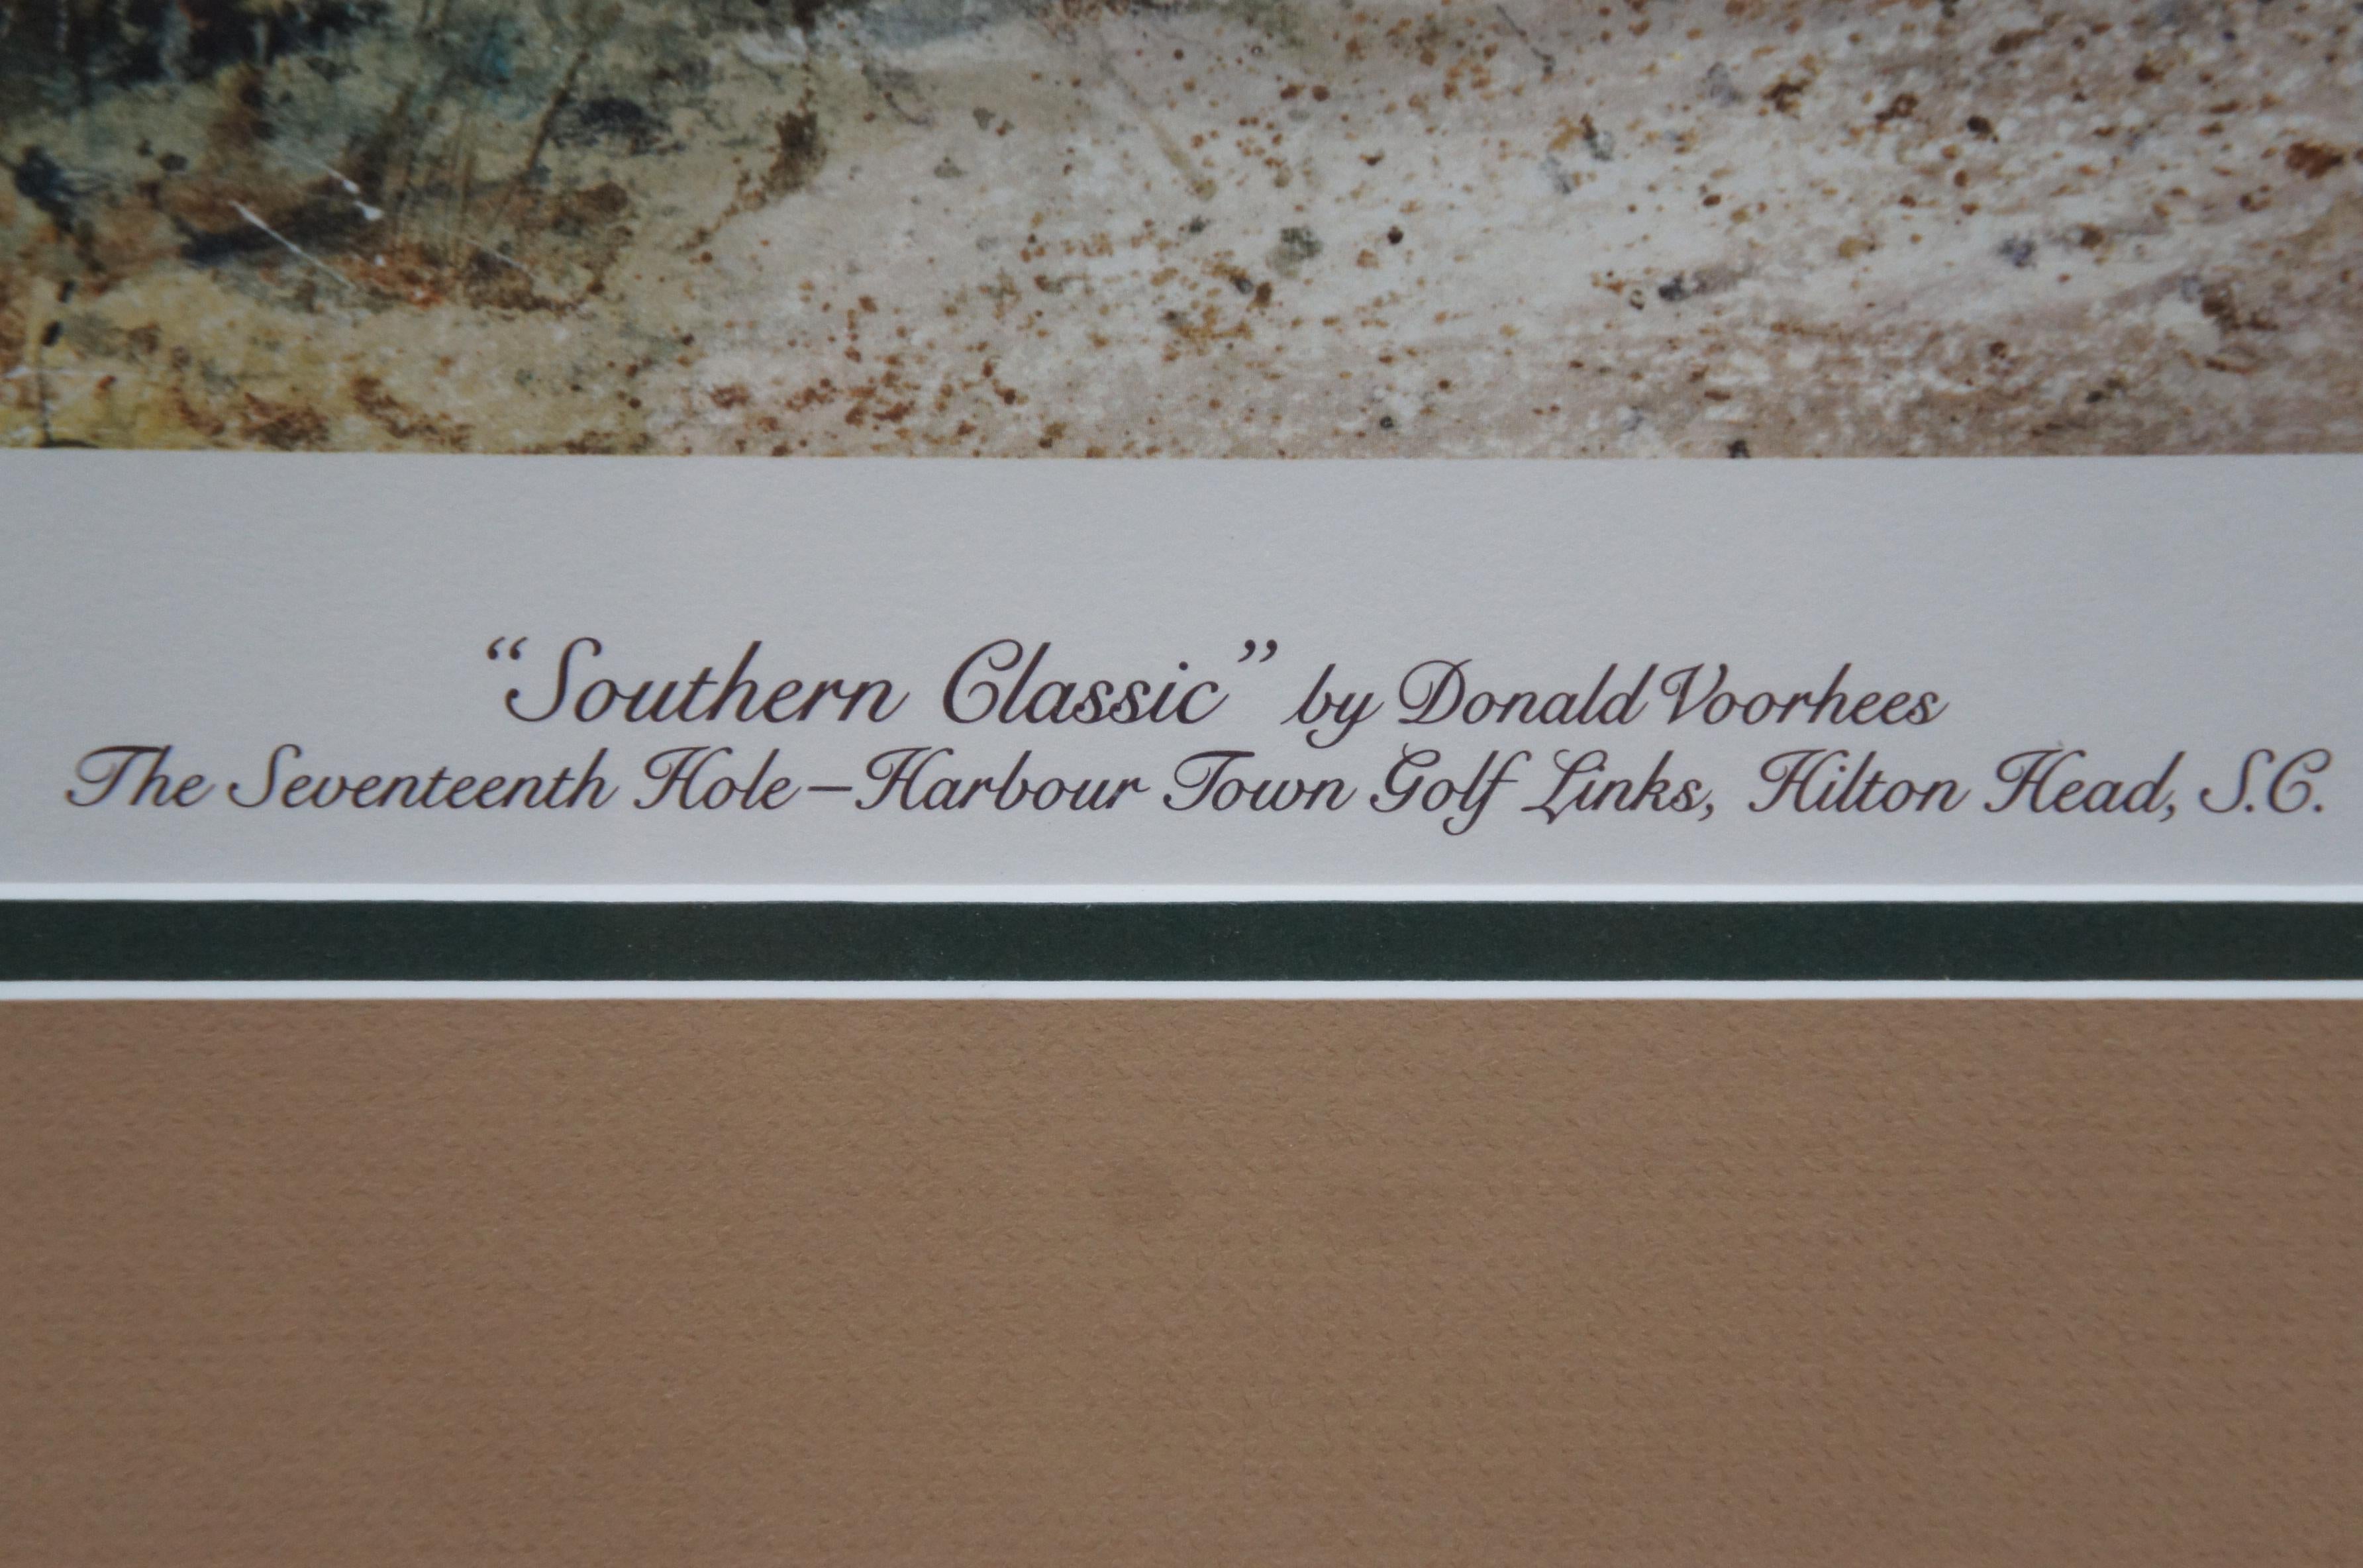 “Southern Classic” by Donald Voorhees
The Seventeenth Hole–Harbour Town Golf Links, Hilton Head, S.C.